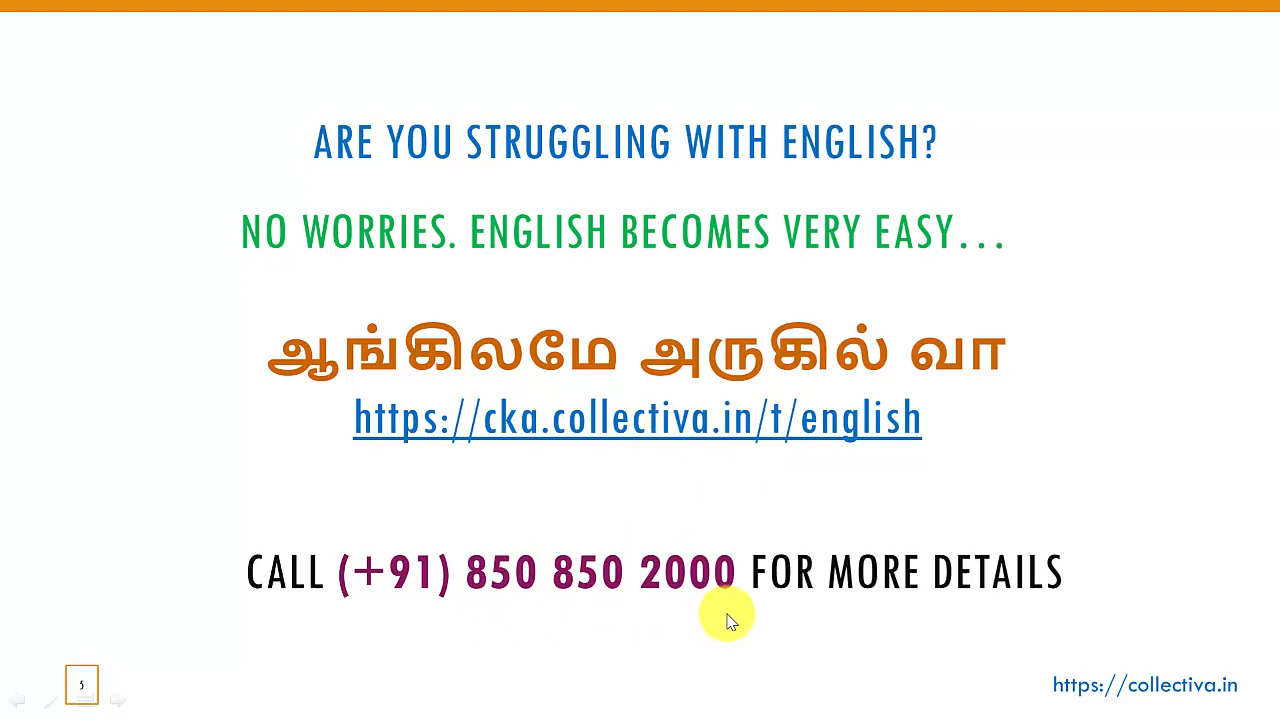 ARE YOU STRUGGLING WITH ENGLISH?
NO WORRIES. ENGLISH BECOMES VERY EASY...
ஆங்கிலமே அருகில் வா
https://cka.collectiva.in/t/english
CALL (+91) 850 850 2000 FOR MORE DETAILS
5
https://collectiva.in